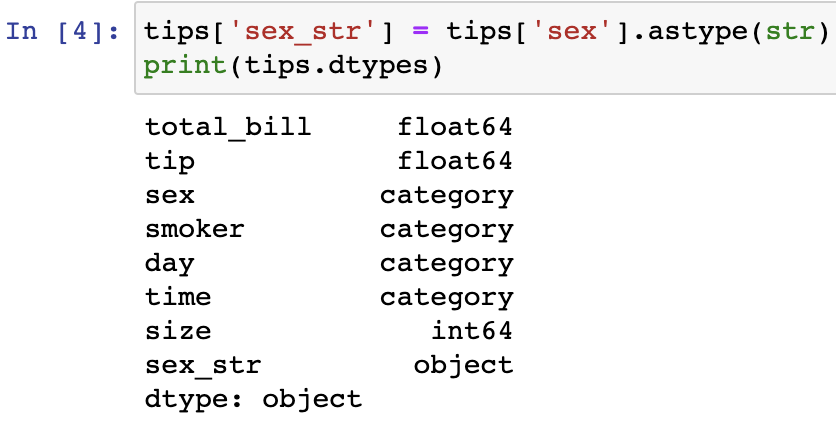 In [4]: tips['sex_str'] = tips['sex'].astype(str)
print(tips.dtypes)
total_bill     float64
tip            float64
sex           category
smoker        category
day           category
time          category
size             int64
sex_str         object
dtype: object